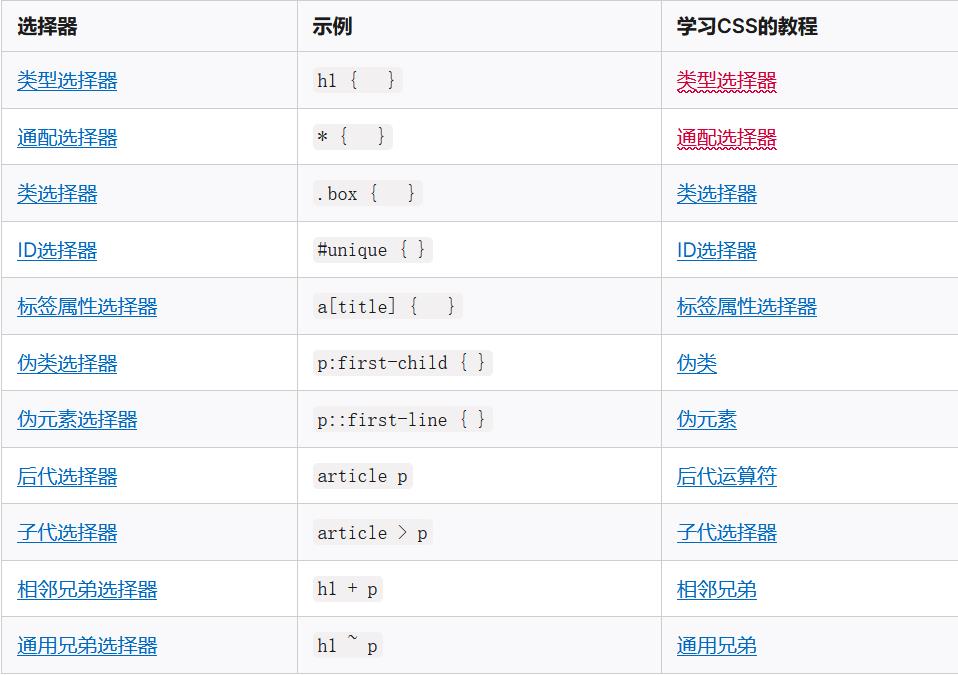 选择器 示例 学习CSS的教程
类型选择器 h1 {   } 类型选择器
通配选择器 * {   } 通配选择器
类选择器 .box {   } 类选择器
ID选择器 #unique { } ID选择器
标签属性选择器 a[title] {   } 标签属性选择器
伪类选择器 p:first-child { } 伪类
伪元素选择器 p::first-line { } 伪元素
后代选择器 article p 后代运算符
子代选择器 article > p 子代选择器
相邻兄弟选择器 h1 + p 相邻兄弟
通用兄弟选择器 h1 ~ p 通用兄弟